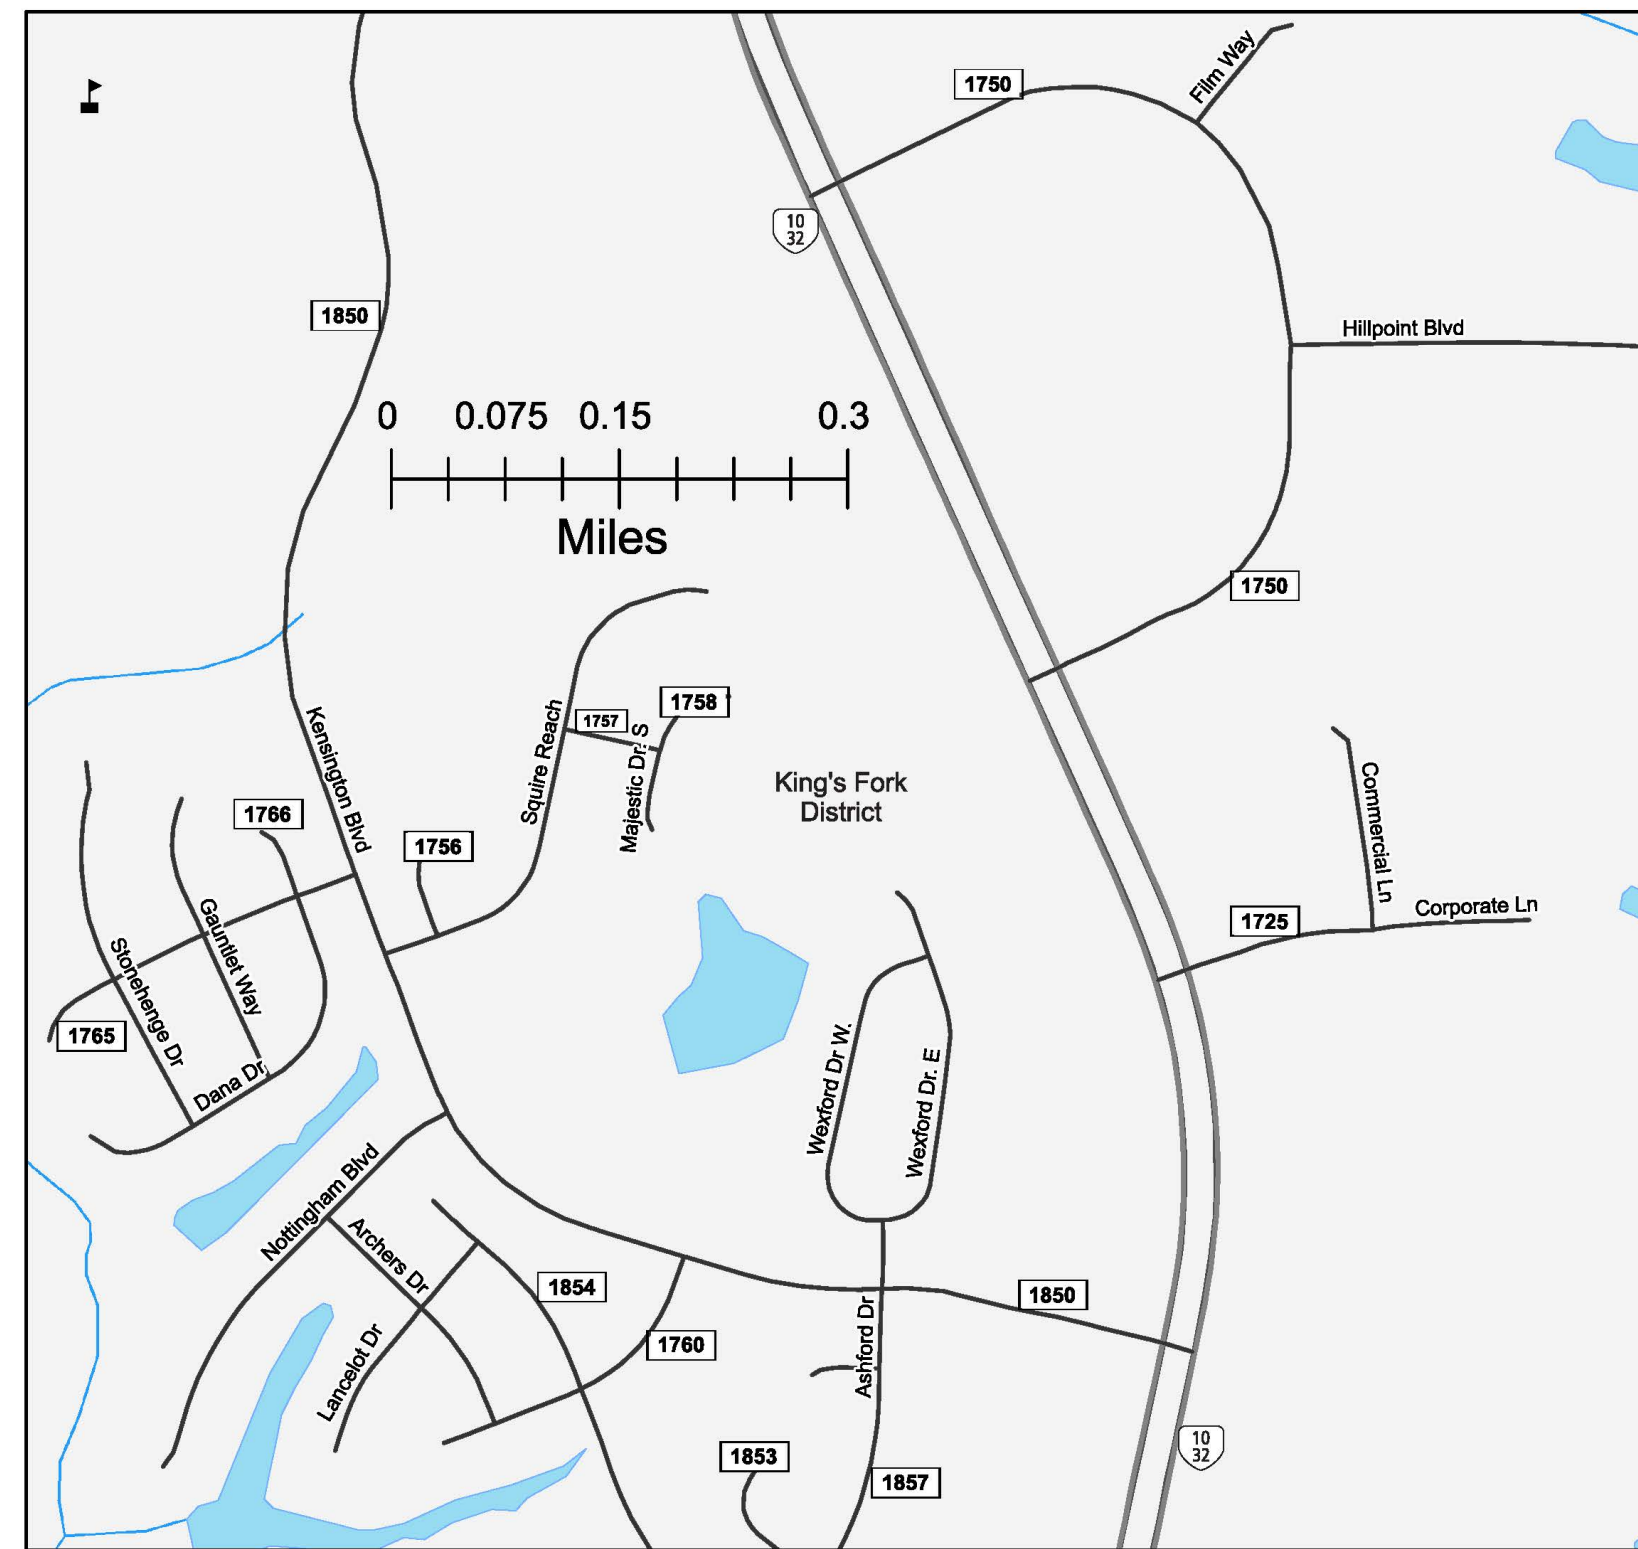 1750
Film Way
10
32
1850
Hillpoint Blvd
0 0.075 0.15 0.3
Miles
1750
1758
1757
Kensington Blvd
Squire Reach
Majestic Dr. S
King's Fork
District
Commercial Ln
1766
1756
Gauntlet Way
1725
Corporate Ln
Stonehenge Dr
1765
Dana Dr
Wexford Dr W.
Wexford Dr. E
Nottingham Blvd
Archers Dr
1854
1850
Ashford Dr
1760
Lancelot Dr
10
32
1853
1857